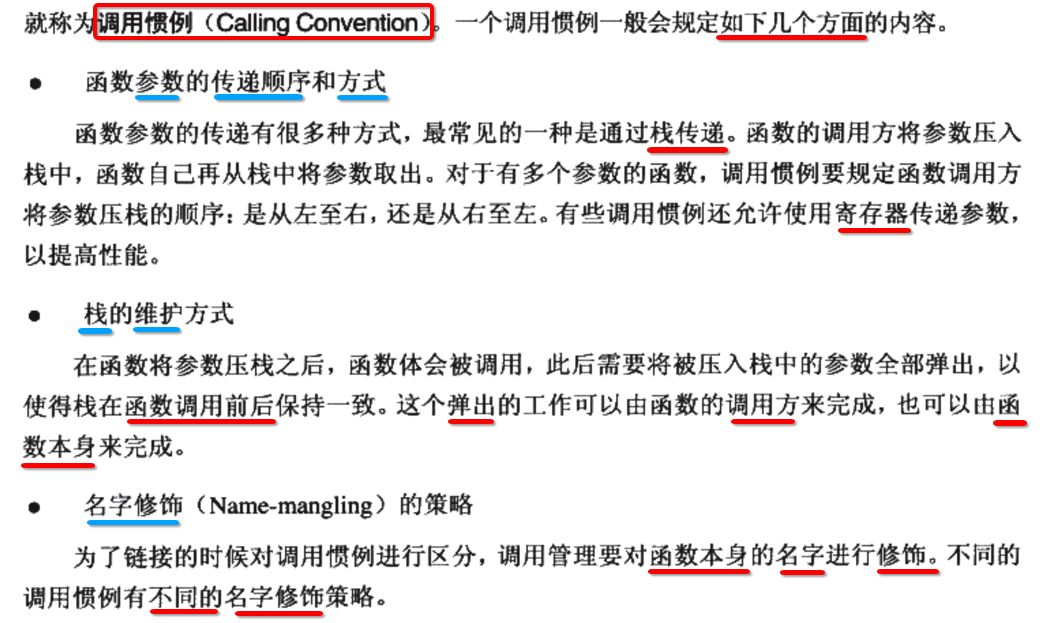 就称为调用惯例（Calling Convention）。一个调用惯例一般会规定如下几个方面的内容。
● 函数参数的传递顺序和方式
函数参数的传递有很多种方式，最常见的一种是通过栈传递。函数的调用方将参数压入
栈中，函数自己再从栈中将参数取出。对于有多个参数的函数，调用惯例要规定函数调用方
将参数压栈的顺序：是从左至右，还是从右至左。有些调用惯例还允许使用寄存器传递参数，
以提高性能。
● 栈的维护方式
在函数将参数压栈之后，函数体会被调用，此后需要将被压入栈中的参数全部弹出，以
使得栈在函数调用前后保持一致。这个弹出的工作可以由函数的调用方来完成，也可以由函
数本身来完成。
● 名字修饰（Name-mangling）的策略
为了链接的时候对调用惯例进行区分，调用管理要对函数本身的名字进行修饰。不同的
调用惯例有不同的名字修饰策略。